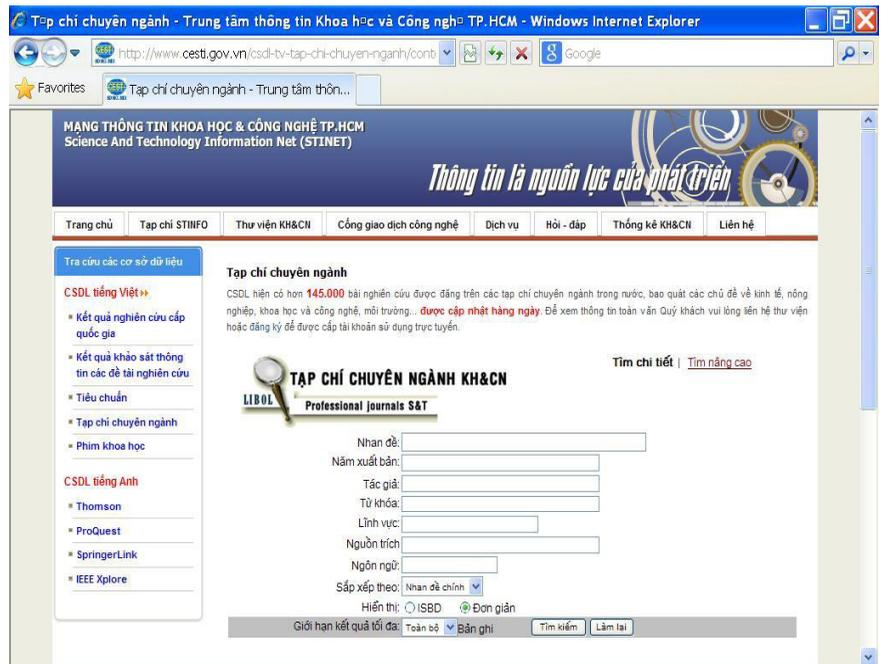 T¤p chí chuyên ngành - Trung tâm thông tin Khoa h¤c và Công ngh¤ TP.HCM - Windows Internet Explorer
http://www.cesti.gov.vn/csdl-tv-tap-chi-chuyen-nganh/cont
Google
Favorites
Tạp chí chuyên ngành - Trung tâm thôn...
MẠNG THÔNG TIN KHOA HỌC & CÔNG NGHỆ TP.HCM
Science And Technology Information Net (STINET)
Thông tin là nguồn lực của phát triển
Trang chủ Tạp chí STINFO Thư viện KH&CN Cổng giao dịch công nghệ Dịch vụ Hỏi - đáp Thống kê KH&CN Liên hệ
Tra cứu các cơ sở dữ liệu
CSDL tiếng Việt
Kết quả nghiên cứu cấp
quốc gia
Kết quả khảo sát thông
tin các đề tài nghiên cứu
Tiêu chuẩn
Tạp chí chuyên ngành
Phim khoa học
CSDL tiếng Anh
Thomson
ProQuest
SpringerLink
IEEE Xplore
Tạp chí chuyên ngành
CSDL hiện có hơn 145.000 bài nghiên cứu được đăng trên các tạp chí chuyên ngành trong nước, bao quát các chủ đề về kinh tế, nông
nghiệp, khoa học và công nghệ, môi trường... được cập nhật hàng ngày. Để xem thông tin toàn văn Quý khách vui lòng liên hệ thư viện
hoặc đăng ký để được cấp tài khoản sử dụng trực tuyến.
Tìm chi tiết | Tìm nâng cao
TẠP CHÍ CHUYÊN NGÀNH KH&CN
LIBOL
Professional journals S&T
Nhan đề:
Năm xuất bản:
Tác giả:
Từ khóa:
Lĩnh vực:
Nguồn trích
Ngôn ngữ:
Sắp xếp theo: Nhan đề chính
Hiển thị: ISBD Đơn giản
Giới hạn kết quả tối đa: Toàn bộ Bản ghi Tìm kiếm Làm lại